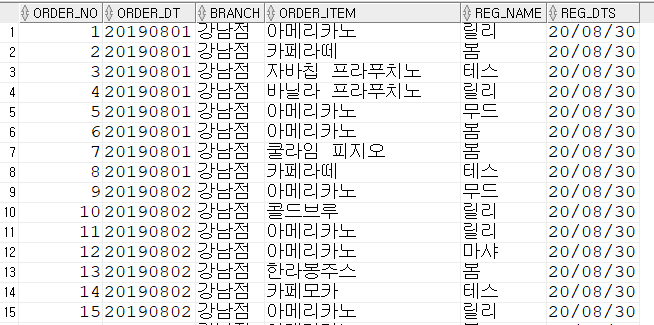 ORDER_NO ORDER_DT BRANCH ORDER_ITEM REG_NAME REG_DTS
1 1 20190801 강남점 아메리카노 릴리 20/08/30
2 2 20190801 강남점 카페라떼 봄 20/08/30
3 3 20190801 강남점 자바칩 프라푸치노 테스 20/08/30
4 4 20190801 강남점 바닐라 프라푸치노 릴리 20/08/30
5 5 20190801 강남점 아메리카노 무드 20/08/30
6 6 20190801 강남점 아메리카노 봄 20/08/30
7 7 20190801 강남점 쿨라임 피지오 봄 20/08/30
8 8 20190801 강남점 카페라떼 테스 20/08/30
9 9 20190802 강남점 아메리카노 무드 20/08/30
10 10 20190802 강남점 콜드브루 릴리 20/08/30
11 11 20190802 강남점 아메리카노 릴리 20/08/30
12 12 20190802 강남점 아메리카노 마샤 20/08/30
13 13 20190802 강남점 한라봉주스 봄 20/08/30
14 14 20190802 강남점 카페모카 테스 20/08/30
15 15 20190802 강남점 아메리카노 릴리 20/08/30